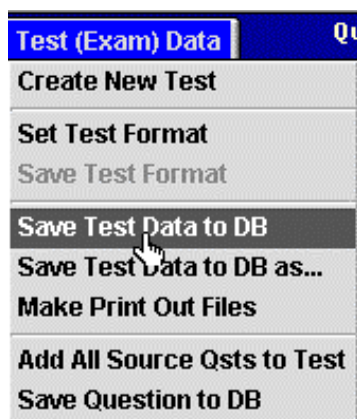 Test (Exam) Data
Create New Test
Set Test Format
Save Test Format
Save Test Data to DB
Save Test Data to DB as...
Make Print Out Files
Add All Source Qsts to Test
Save Question to DB